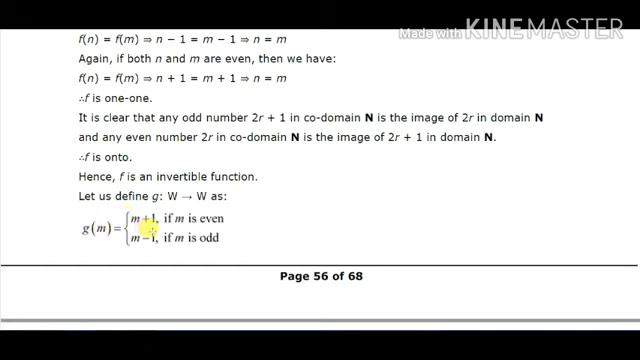 Made with KINEMASTER
f(n) = f(m) ⇒ n − 1 = m − 1 ⇒ n = m
Again, if both n and m are even, then we have:
f(n) = f(m) ⇒ n + 1 = m + 1 ⇒ n = m
∴f is one-one.
It is clear that any odd number 2r + 1 in co-domain N is the image of 2r in domain N
and any even number 2r in co-domain N is the image of 2r + 1 in domain N.
∴f is onto.
Hence, f is an invertible function.
Let us define g: W → W as:
g(m) = { m + 1, if m is even
m − 1, if m is odd
Page 56 of 68